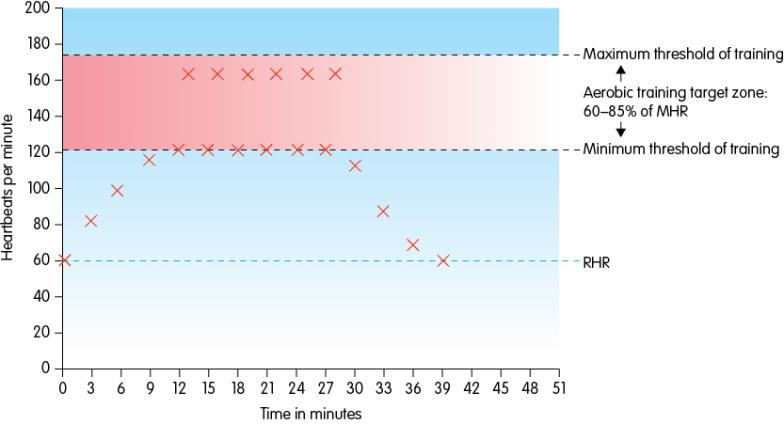 200
180
160
140
120
100
80
60
40
20
0
Heartbeats per minute
0 3 6 9 12 15 18 21 24 27 30 33 36 39 42 45 48 51
Time in minutes
Maximum threshold of training
Aerobic training target zone:
60–85% of MHR
Minimum threshold of training
RHR